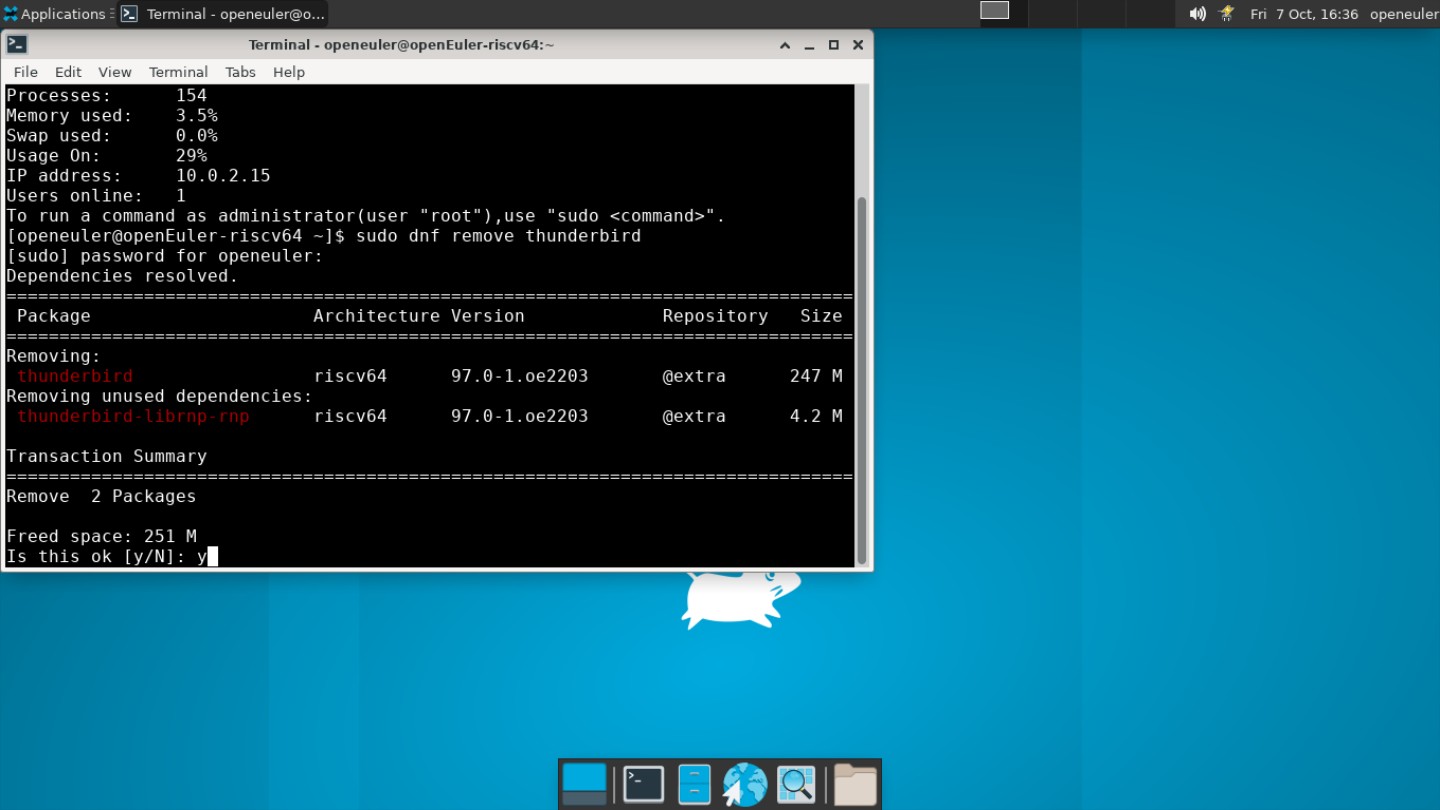 Applications
Terminal - openeuler@o...
Fri 7 Oct, 16:36
openeuler
Terminal - openeuler@openEuler-riscv64:~
File Edit View Terminal Tabs Help
Processes: 154
Memory used: 3.5%
Swap used: 0.0%
Usage On: 29%
IP address: 10.0.2.15
Users online: 1
To run a command as administrator(user "root"),use "sudo <command>".
[openeuler@openEuler-riscv64 ~]$ sudo dnf remove thunderbird
[sudo] password for openeuler:
Dependencies resolved.
================================================================================
Package Architecture Version Repository Size
================================================================================
Removing:
thunderbird riscv64 97.0-1.oe2203 @extra 247 M
Removing unused dependencies:
thunderbird-librnp-rnp riscv64 97.0-1.oe2203 @extra 4.2 M
Transaction Summary
================================================================================
Remove 2 Packages
Freed space: 251 M
Is this ok [y/N]: y